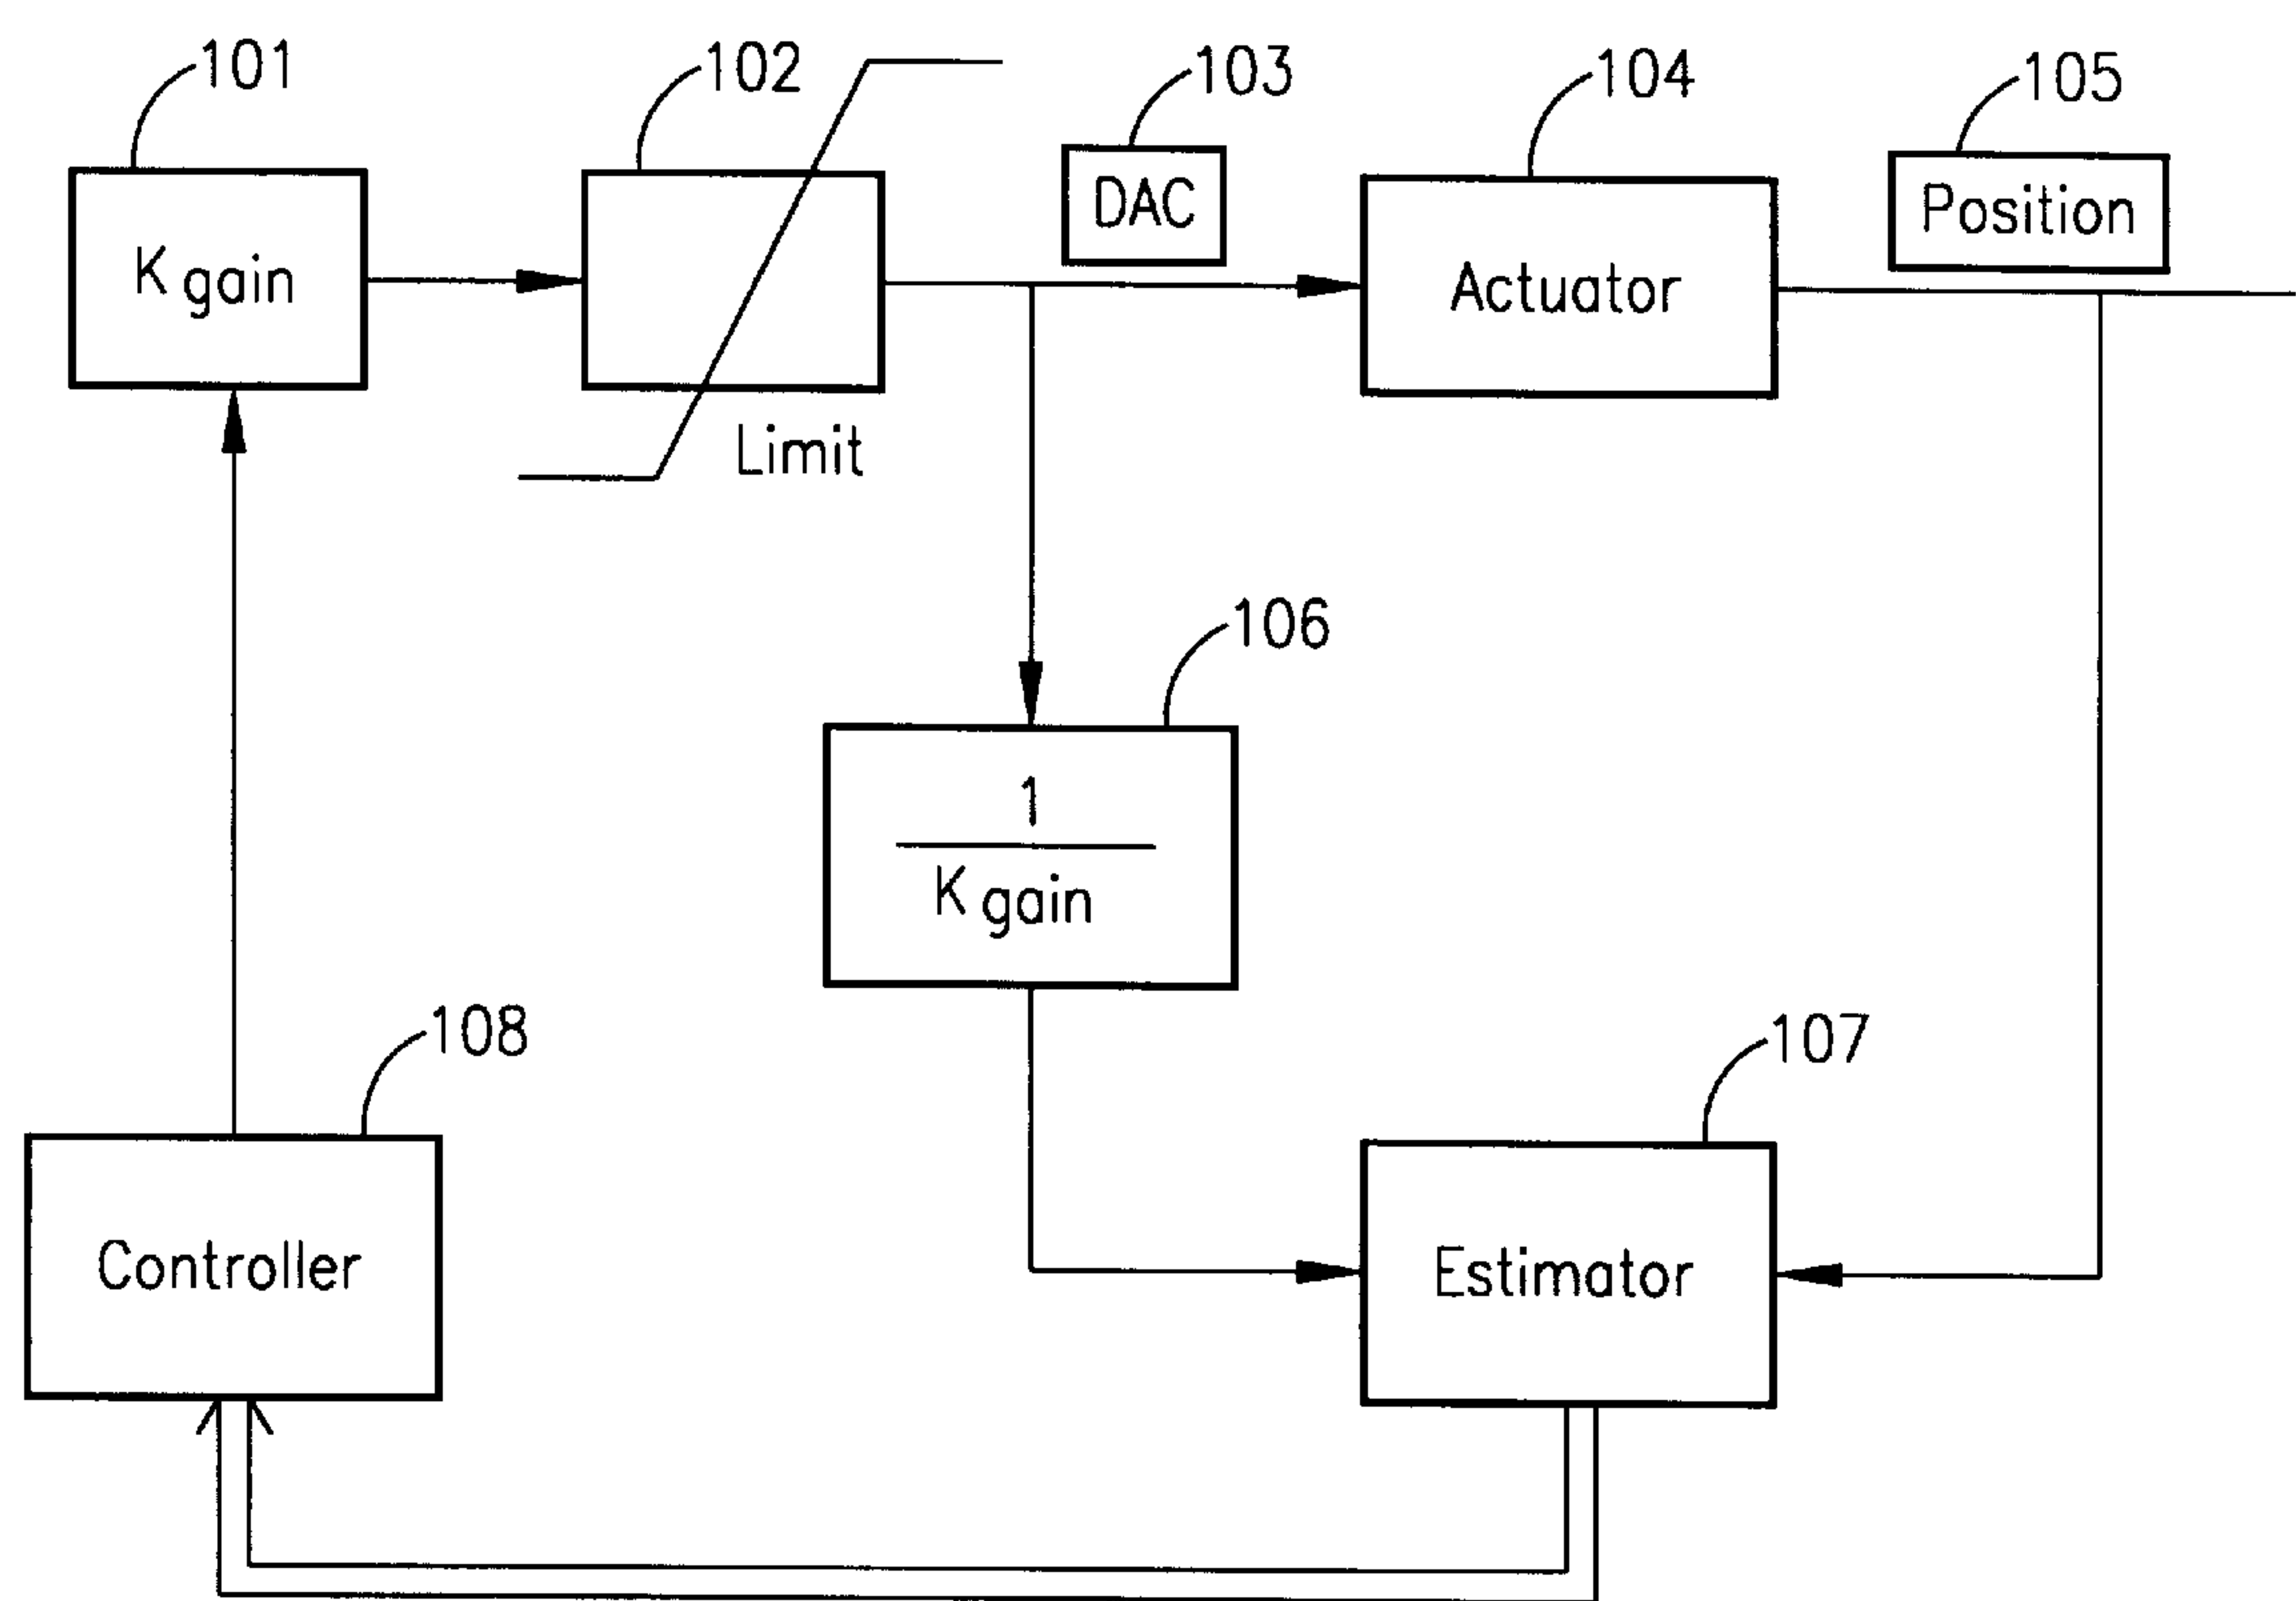 101
102
103
104
105
K gain
Limit
DAC
Actuator
Position
106
1
K gain
108
107
Controller
Estimator